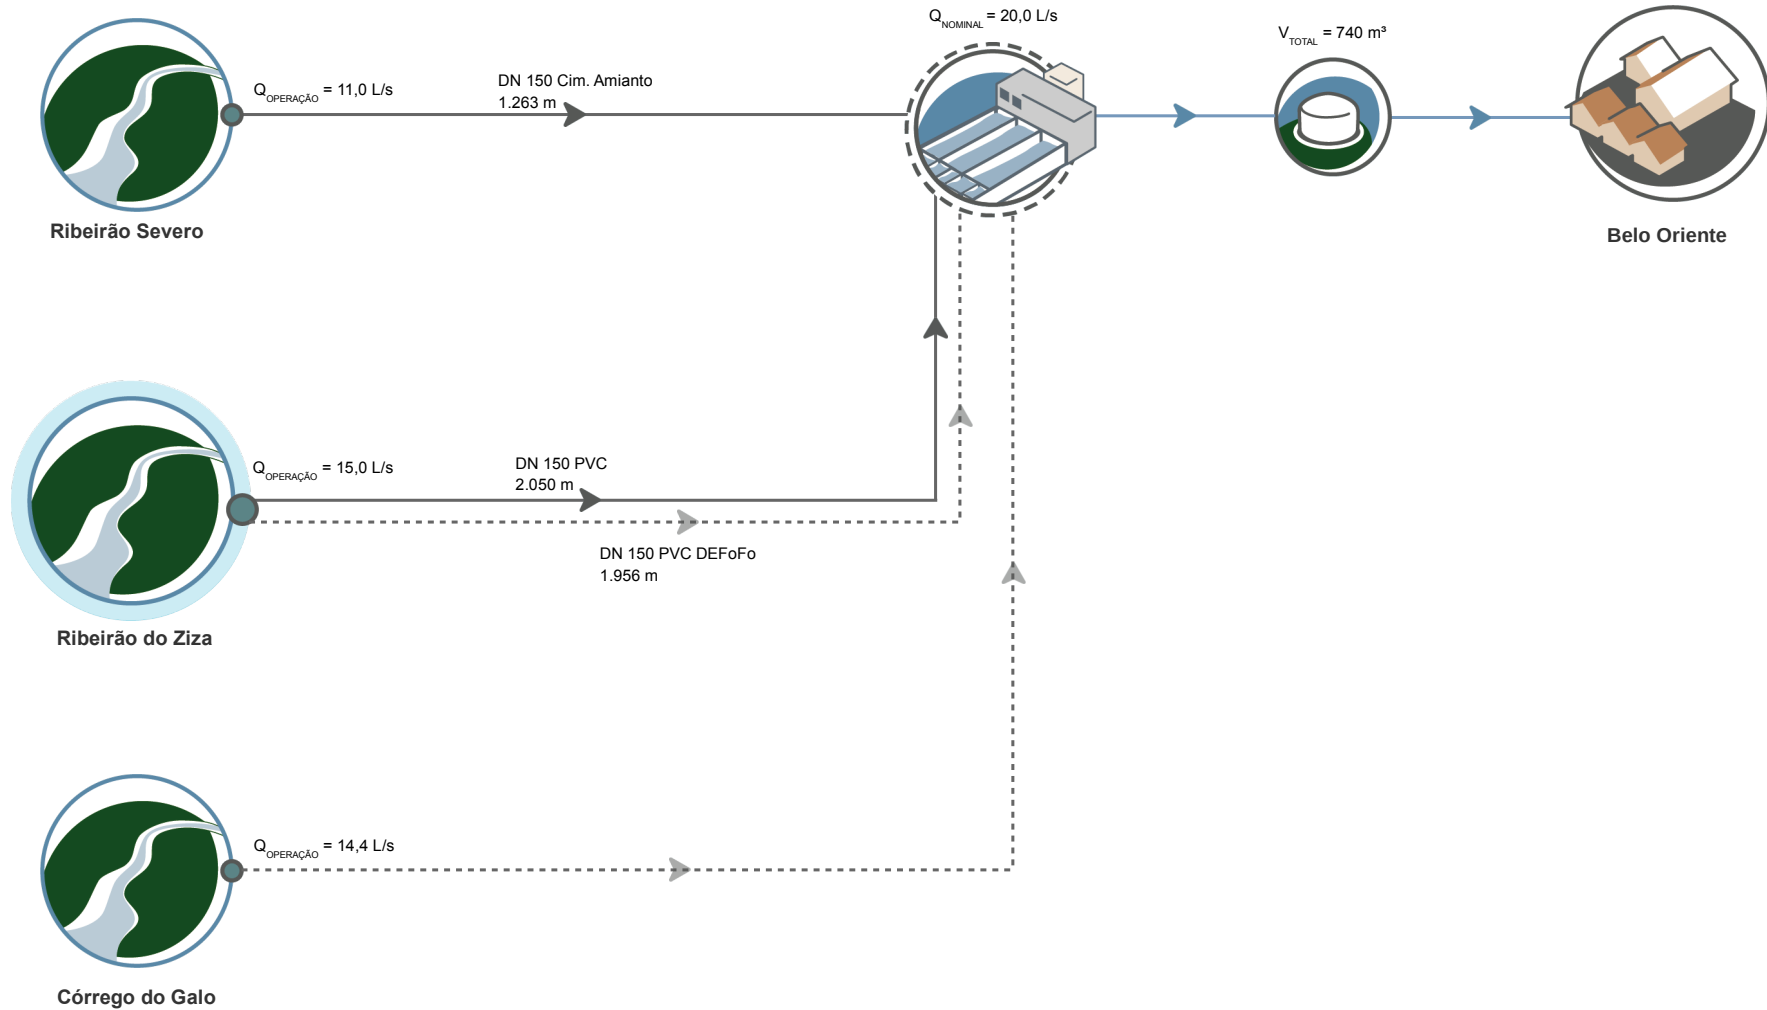 Q NOMINAL = 20,0 L/s
V TOTAL = 740 m³
Q OPERAÇÃO = 11,0 L/s
DN 150 Cim. Amianto
1.263 m
Ribeirão Severo
Belo Oriente
Q OPERAÇÃO = 15,0 L/s
DN 150 PVC
2.050 m
DN 150 PVC DEFoFo
1.956 m
Ribeirão do Ziza
Q OPERAÇÃO = 14,4 L/s
Córrego do Galo